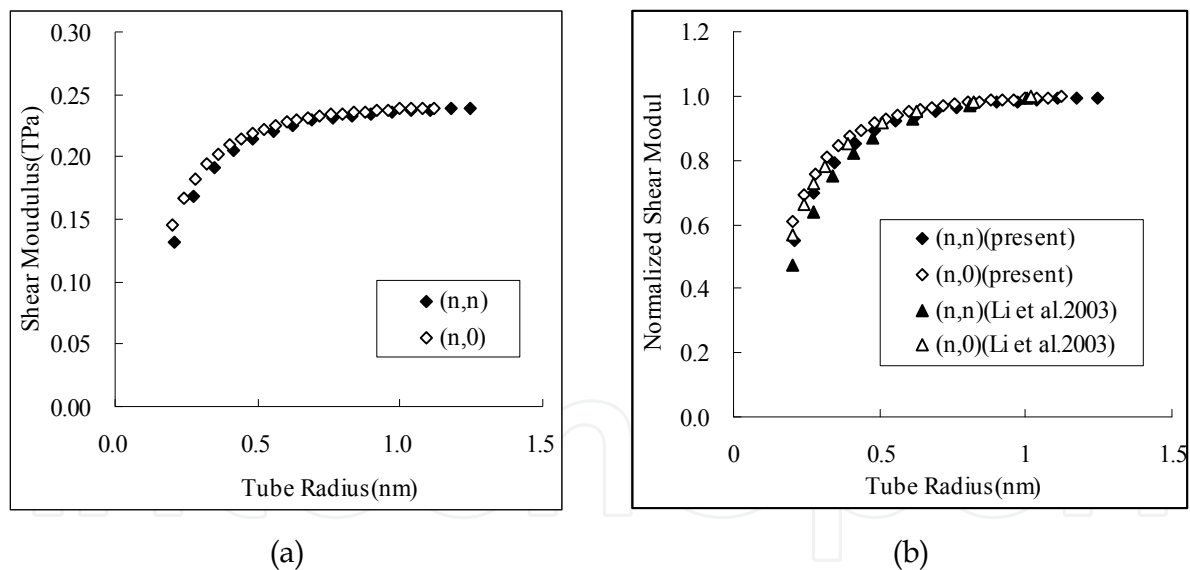 0.30
0.25
0.20
0.15
0.10
0.05
0.00
Shear Moudulus(TPa)
(n,n)
(n,0)
0.0 0.5 1.0 1.5
Tube Radius(nm)
(a)
1.2
1.0
0.8
0.6
0.4
0.2
0.0
Normalized Shear Modul
(n,n)(present)
(n,0)(present)
(n,n)(Li et al.2003)
(n,0)(Li et al.2003)
0 0.5 1 1.5
Tube Radius(nm)
(b)